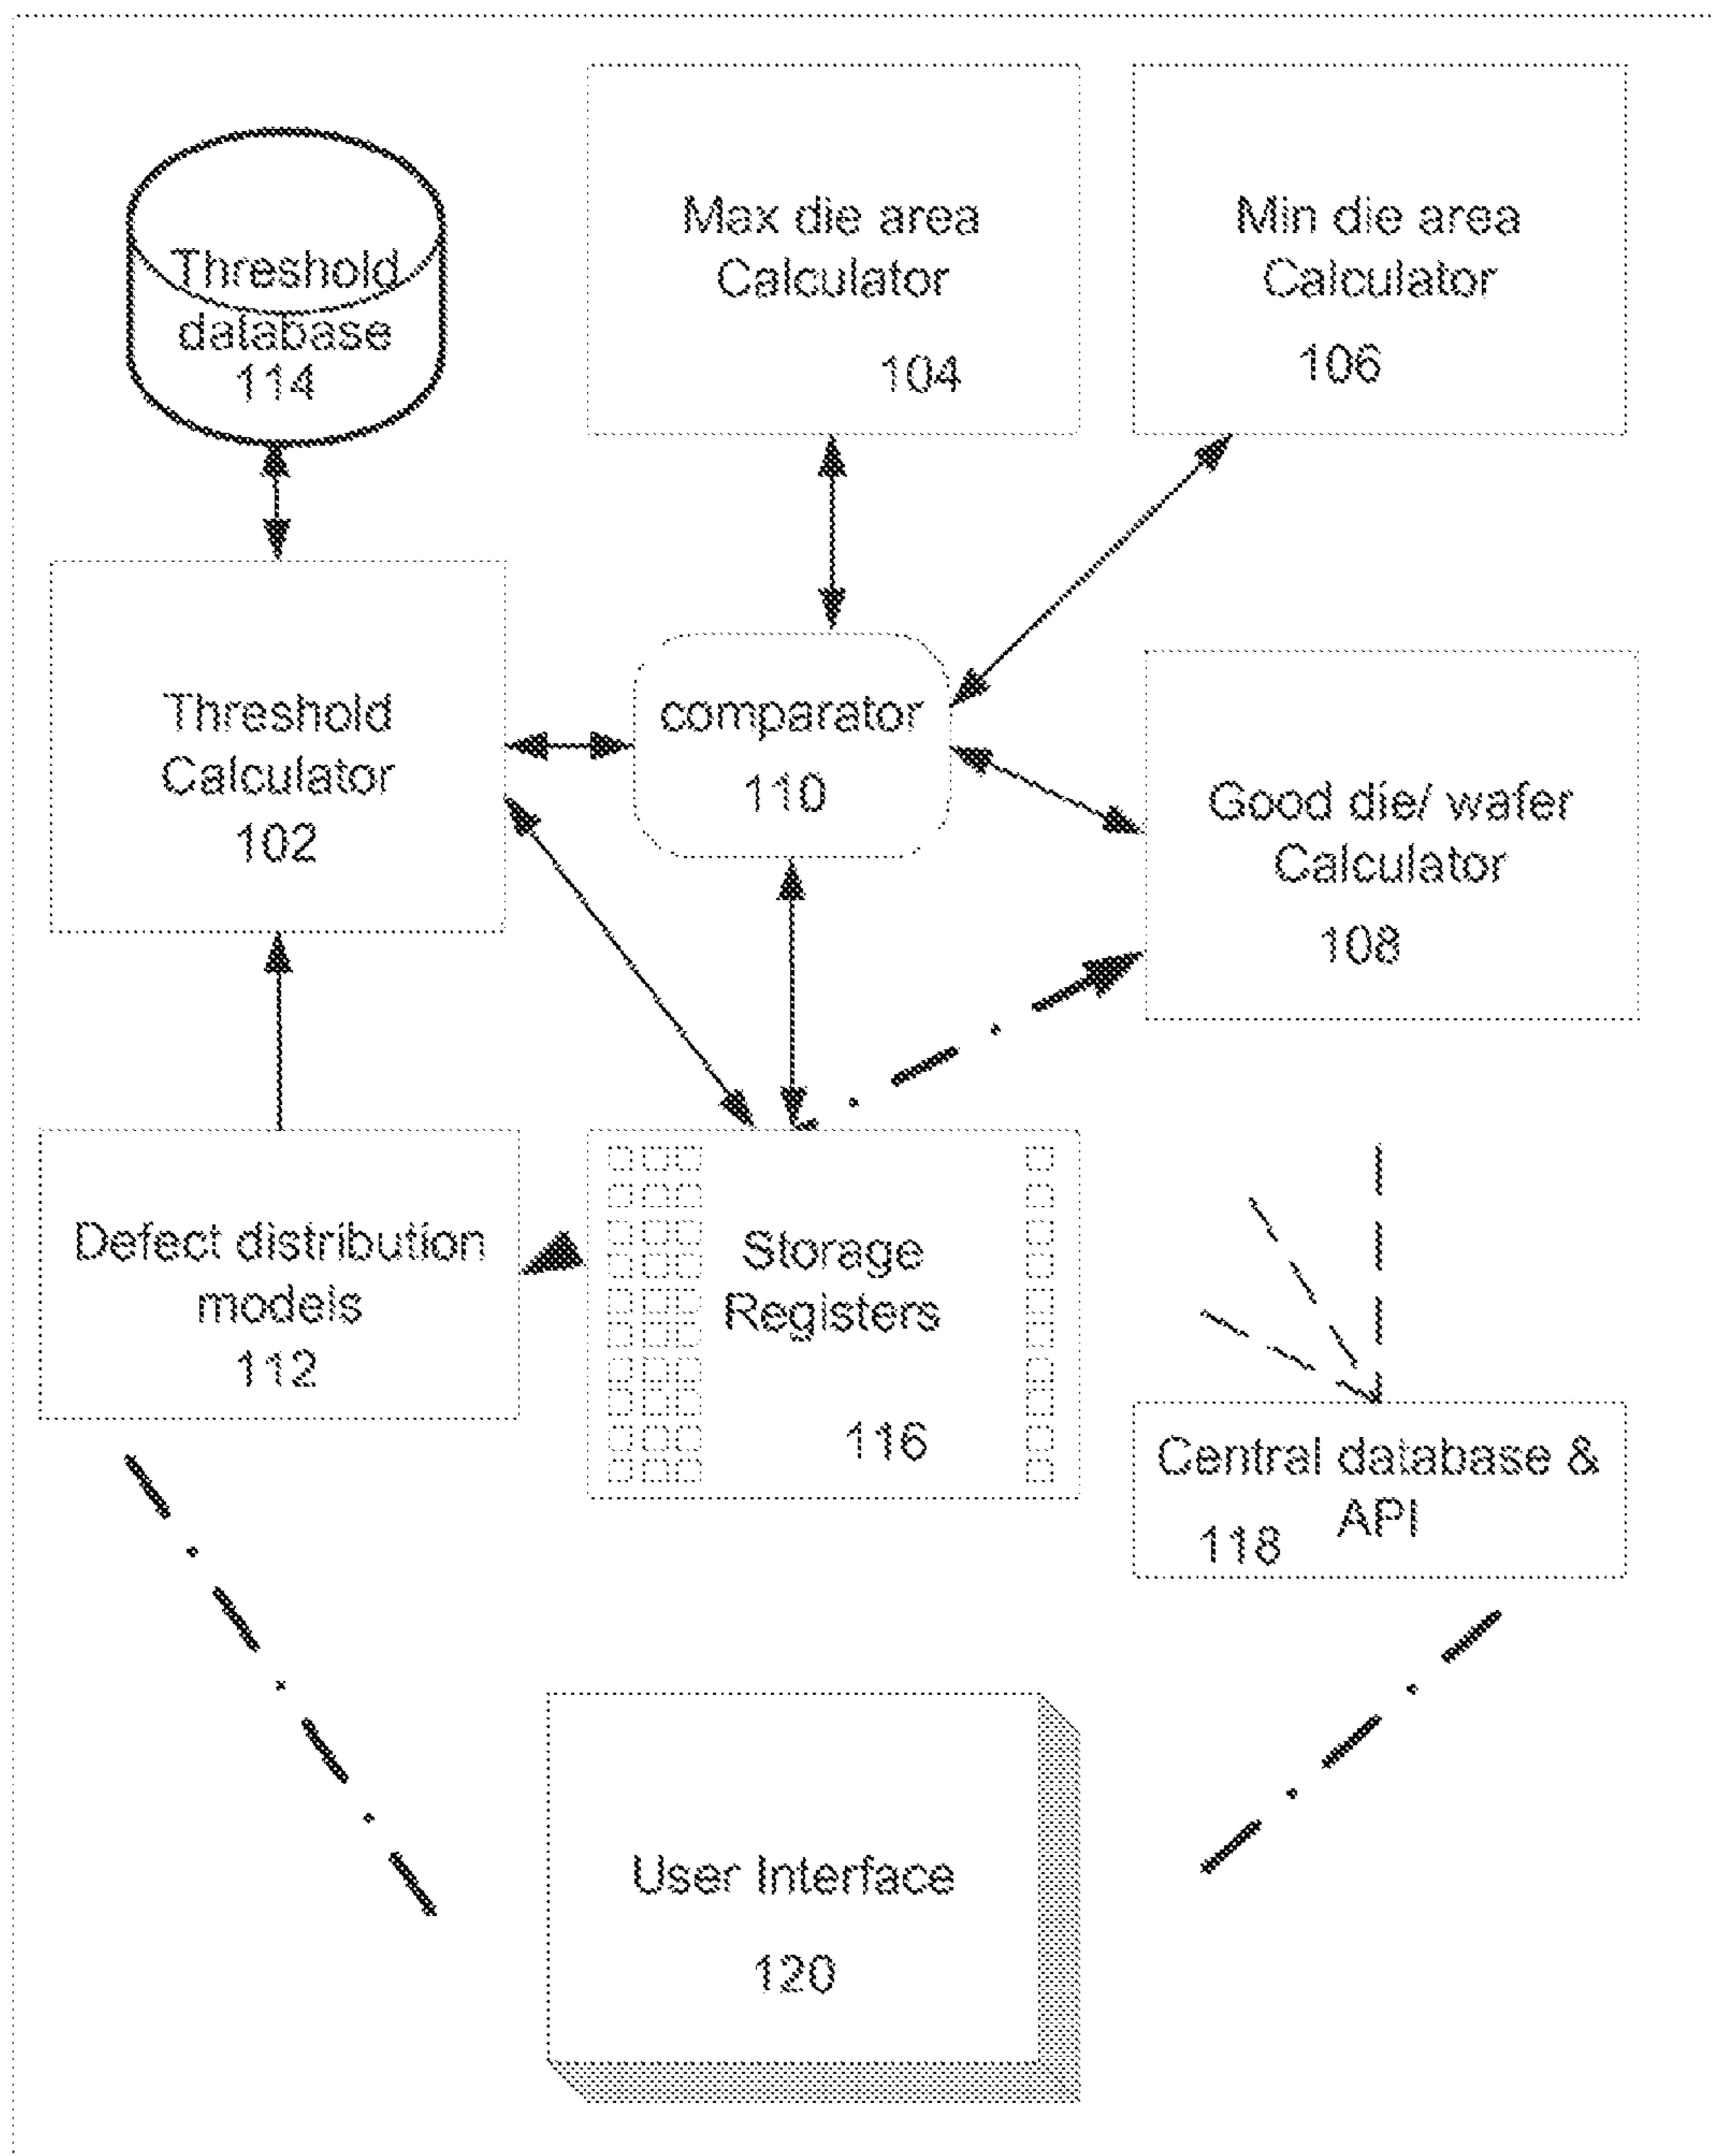 Threshold
database
114
Max die area
Calculator
104
Min die area
Calculator
106
Threshold
Calculator
102
comparator
110
Good die/ wafer
Calculator
108
Defect distribution
models
112
Storage
Registers
116
Central database &
API
118
User Interface
120